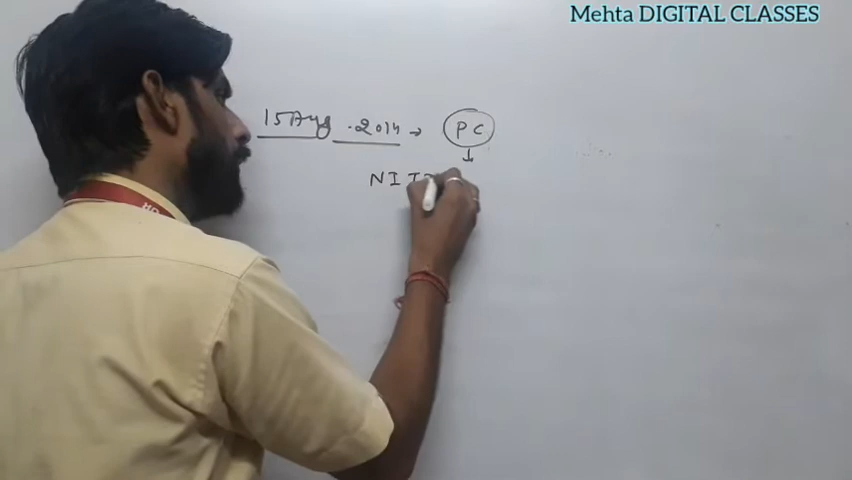 Mehta DIGITAL CLASSES
15 Aug . 2014 → PC
↓
NIT